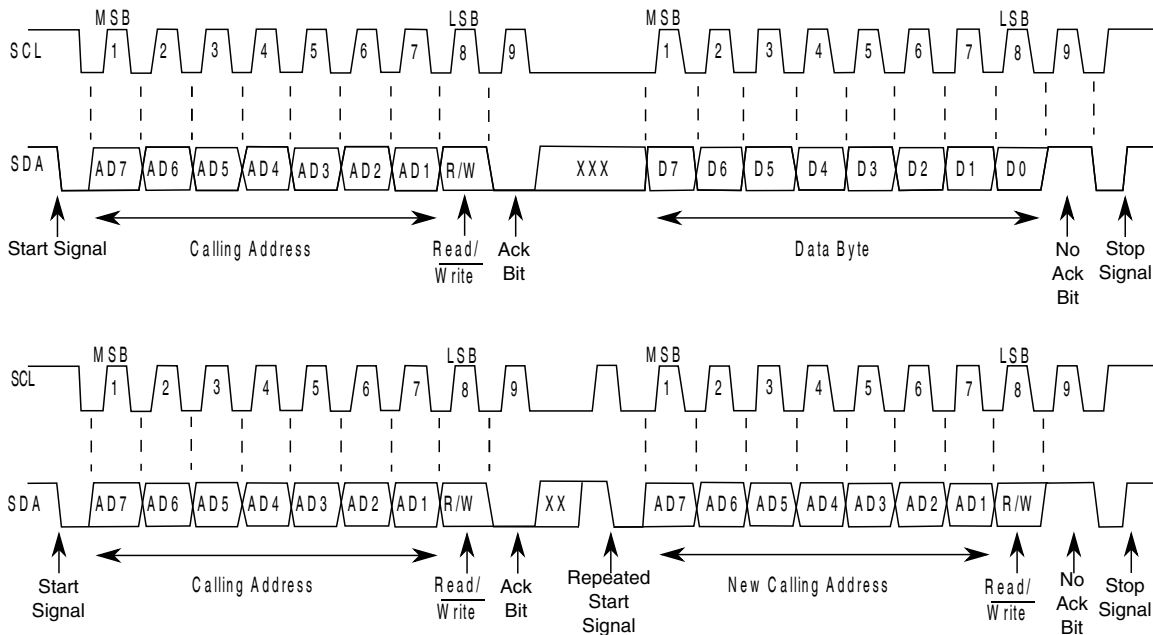 MSB LSB MSB LSB
SCL 1 2 3 4 5 6 7 8 9 1 2 3 4 5 6 7 8 9
SDA AD7 AD6 AD5 AD4 AD3 AD2 AD1 R/W XXX D7 D6 D5 D4 D3 D2 D1 D0
Start Signal Calling Address Read/ Ack Data Byte No Stop
Write Bit Ack Signal
Bit
MSB LSB MSB LSB
SCL 1 2 3 4 5 6 7 8 9 1 2 3 4 5 6 7 8 9
SDA AD7 AD6 AD5 AD4 AD3 AD2 AD1 R/W XX AD7 AD6 AD5 AD4 AD3 AD2 AD1 R/W
Start Calling Address Read/ Ack Repeated New Calling Address Read/ No Stop
Signal Write Bit Start Write Ack Signal
Signal Bit